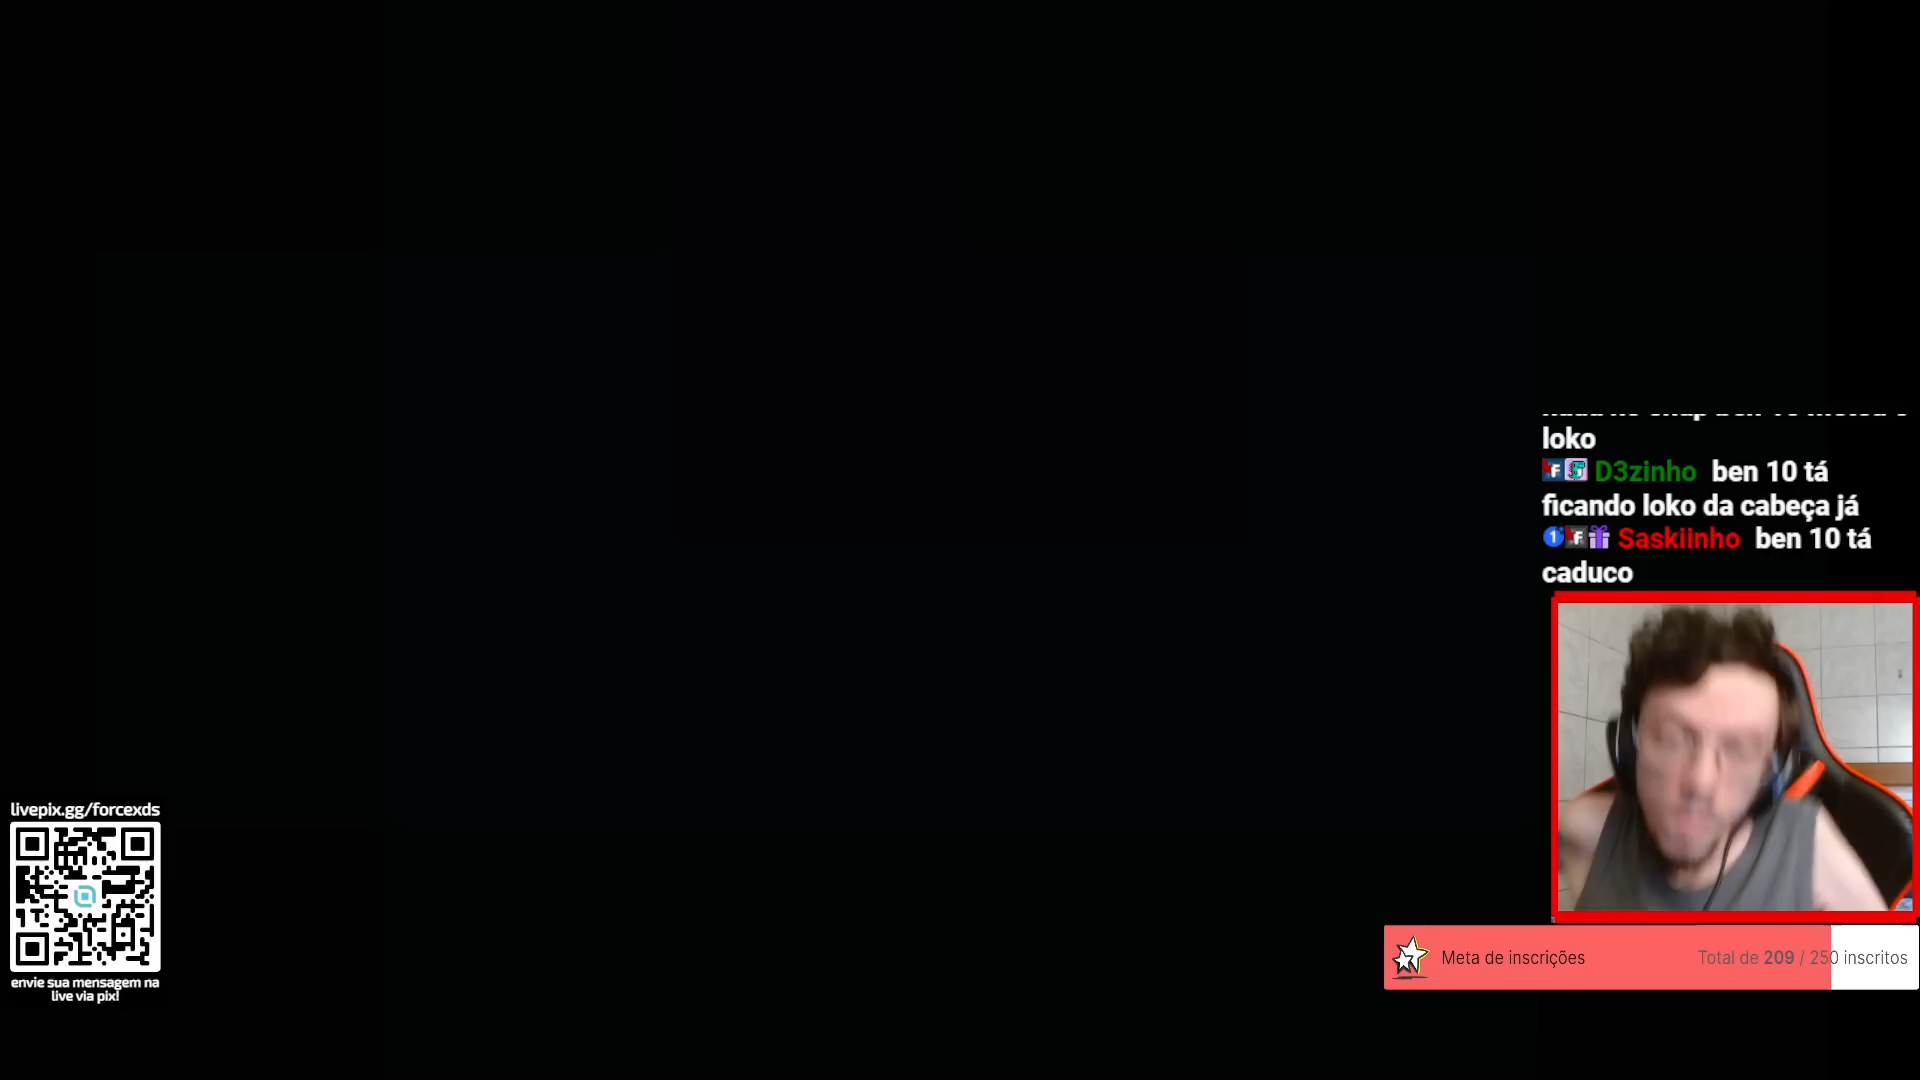 loko
D3zinho ben 10 tá
ficando loko da cabeça já
1 F Saskiinho ben 10 tá
caduco
livepix.gg/forcexds
envie sua mensagem na
live via pix!
Meta de inscrições
Total de 209 / 250 inscritos